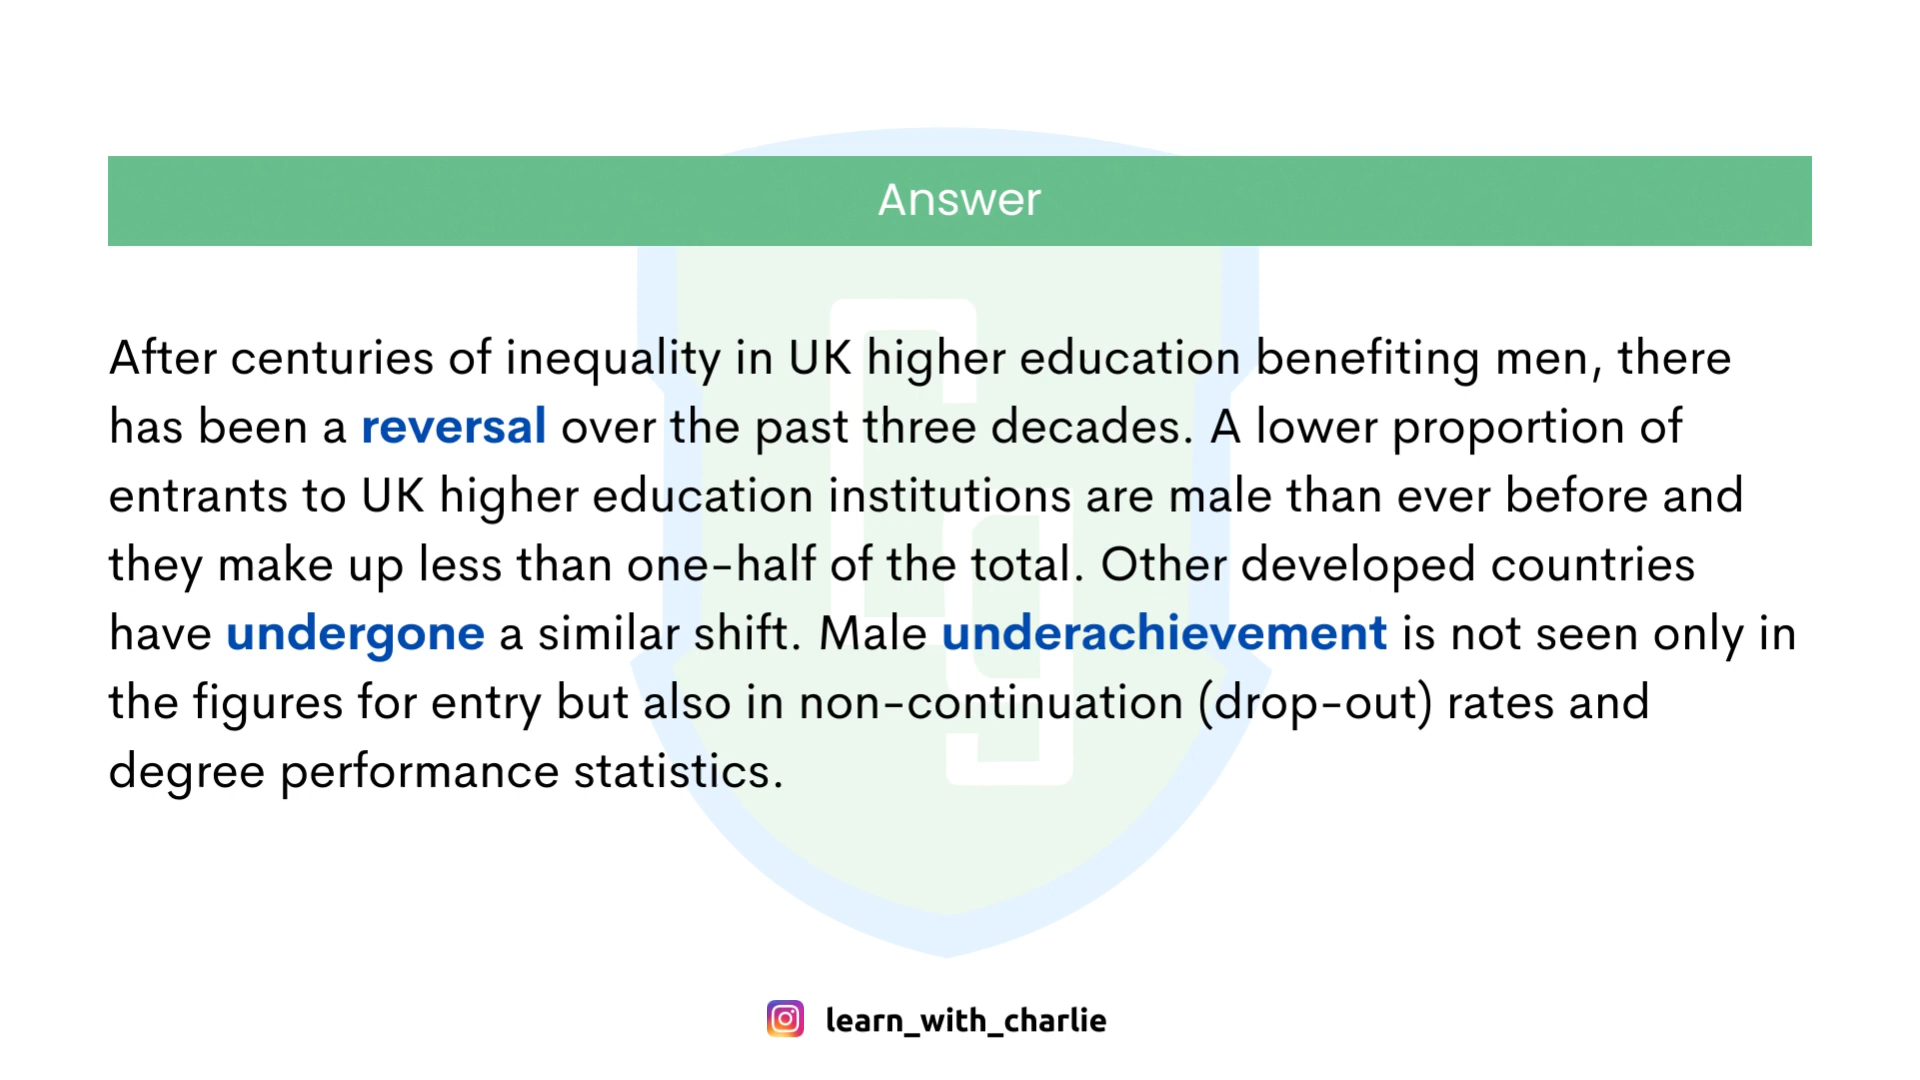 Answer
After centuries of inequality in UK higher education benefiting men, there
has been a reversal over the past three decades. A lower proportion of
entrants to UK higher education institutions are male than ever before and
they make up less than one-half of the total. Other developed countries
have undergone a similar shift. Male underachievement is not seen only in
the figures for entry but also in non-continuation (drop-out) rates and
degree performance statistics.
learn_with_charlie